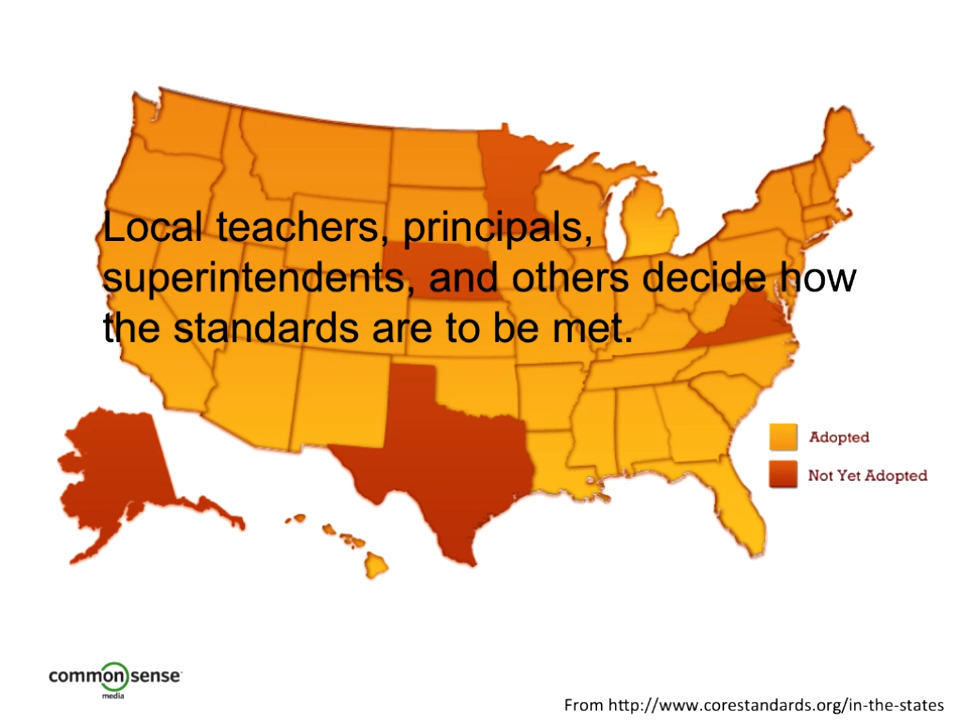 Local teachers, principals,
superintendents, and others decide how
the standards are to be met.
Adopted
Not Yet Adopted
common sense
media
From http://www.corestandards.org/in-the-states